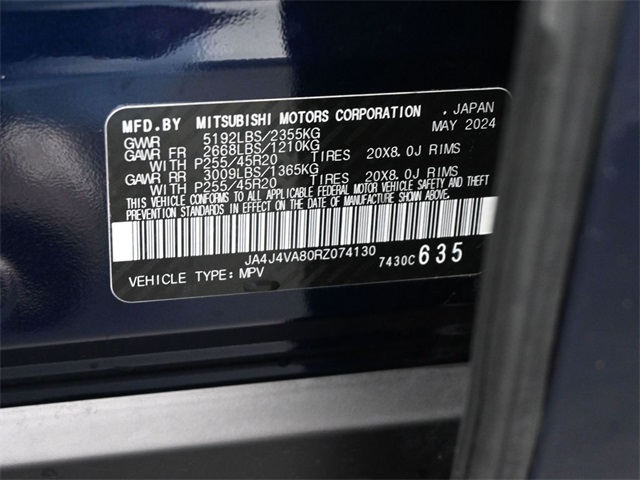 MFD.BY MITSUBISHI MOTORS CORPORATION , JAPAN
GWWR 5192LBS/2355KG MAY 2024
GAWR FR 2668LBS/1210KG
WITH P255/45R20 TIRES 20X8.0J RIMS
GAWR RR 3009LBS/1365KG
WITH P255/45R20 TIRES 20X8.0J RIMS
THIS VEHICLE CONFORMS TO ALL APPLICABLE FEDERAL MOTOR VEHICLE SAFETY AND THEFT
PREVENTION STANDARDS IN EFFECT ON THE DATE OF MANUFACTURE SHOWN ABOVE.
JA4J4VA80RZ074130
VEHICLE TYPE:MPV 7430C 635